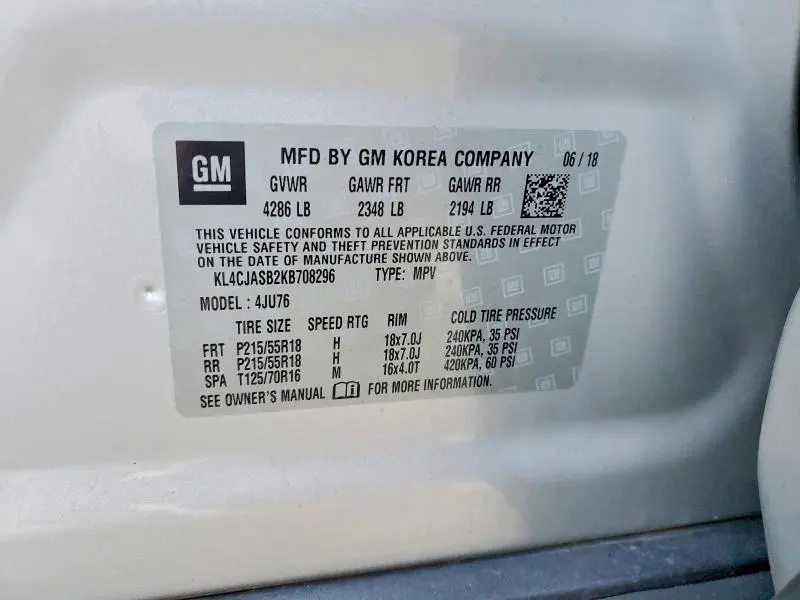 GM MFD BY GM KOREA COMPANY 06 / 18
GVWR GAWR FRT GAWR RR
4286 LB 2348 LB 2194 LB
THIS VEHICLE CONFORMS TO ALL APPLICABLE U.S. FEDERAL MOTOR
VEHICLE SAFETY AND THEFT PREVENTION STANDARDS IN EFFECT
ON THE DATE OF MANUFACTURE SHOWN ABOVE.
KL4CJASB2KB708296 TYPE: MPV
MODEL : 4JU76
TIRE SIZE SPEED RTG RIM COLD TIRE PRESSURE
FRT P215/55R18 H 18x7.0J 240KPA, 35 PSI
RR P215/55R18 H 18x7.0J 240KPA, 35 PSI
SPA T125/70R16 M 16x4.0T 420KPA, 60 PSI
SEE OWNER'S MANUAL FOR MORE INFORMATION.